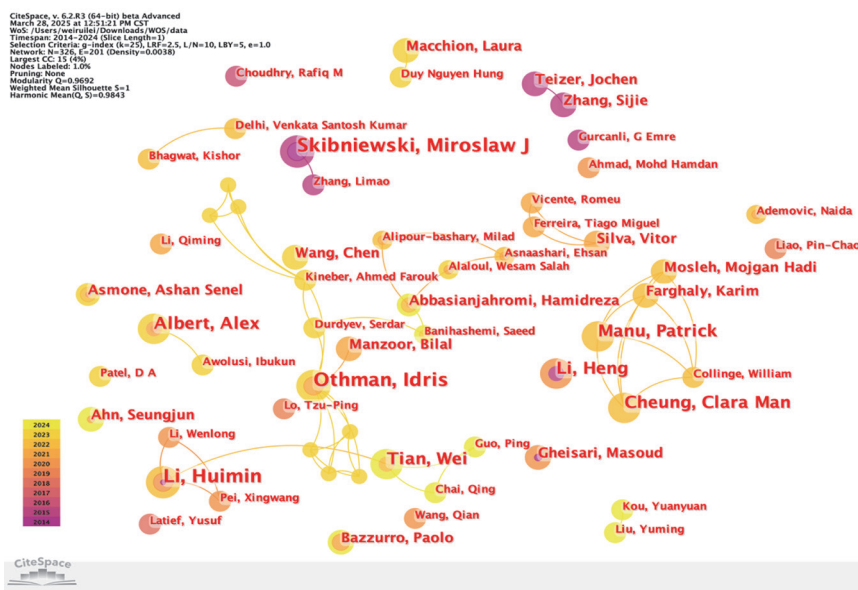 CiteSpace, v. 6.2.R3 (64-bit) beta Advanced
March 28, 2025 at 12:51:21 PM CST
WoS: /Users/weiruilei/Downloads/WOS/data
Timespan: 2014-2024 (Slice Length=1)
Selection Criteria: g-index (k=25), LRF=2.5, L/N=10, LBY=5, e=1.0
Network: N=326, E=201 (Density=0.0038)
Largest CC: 15 (4%)
Nodes Labeled: 1.0%
Pruning: None
Modularity Q=0.9692
Weighted Mean Silhouette S=1
Harmonic Mean(Q, S)=0.9843
Macchion, Laura
Choudhry, Rafiq M
Duy Nguyen Hung
Teizer, Jochen
Zhang, Sijie
Delhi, Venkata Santosh Kumar
Gurcanli, G Emre
Skibniewski, Miroslaw J
Bhagwat, Kishor
Ahmad, Mohd Hamdan
Zhang, Limao
Vicente, Romeu
Ademovic, Naida
Ferreira, Tiago Miguel
Li, Qiming
Alipour-bashary, Milad
Silva, Vitor
Liao, Pin-Chao
Wang, Chen
Asnaashari, Ehsan
Alaloul, Wesam Salah
Mosleh, Mojgan Hadi
Kineber, Ahmed Farouk
Asmone, Ashan Senel
Farghaly, Karim
Abbasianjahromi, Hamidreza
Albert, Alex
Durdyev, Serdar
Banihashemi, Saeed
Manu, Patrick
Manzoor, Bilal
Awolusi, Ibukun
Li, Heng
Patel, D A
Othman, Idris
Collinge, William
Lo, Tzu-Ping
Cheung, Clara Man
Ahn, Seungjun
Li, Wenlong
Guo, Ping
Gheisari, Masoud
Tian, Wei
Li, Huimin
Chai, Qing
Pei, Xingwang
Kou, Yuanyuan
Latief, Yusuf
Wang, Qian
Liu, Yuming
Bazzurro, Paolo
2024
2023
2022
2021
2020
2019
2018
2017
2016
2015
2014
CiteSpace